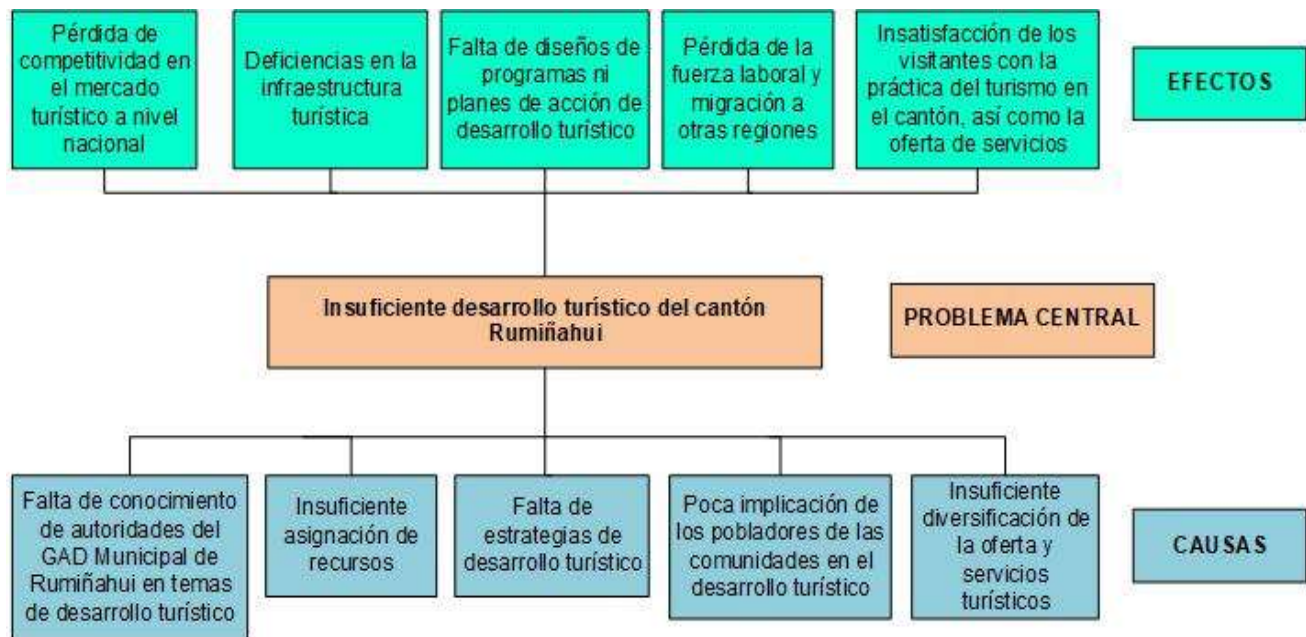 Pérdida de
competitividad en
el mercado
turístico a nivel
nacional
Deficiencias en la
infraestructura
turística
Falta de diseños de
programas ni
planes de acción de
desarrollo turístico
Pérdida de la
fuerza laboral y
migración a
otras regiones
Insatisfacción de los
visitantes con la
práctica del turismo en
el cantón, así como la
oferta de servicios
EFECTOS
Insuficiente desarrollo turístico del cantón
Rumiñahui
PROBLEMA CENTRAL
Falta de conocimiento
de autoridades del
GAD Municipal de
Rumiñahui en temas
de desarrollo turístico
Insuficiente
asignación de
recursos
Falta de
estrategias de
desarrollo turístico
Poca implicación de
los pobladores de las
comunidades en el
desarrollo turístico
Insuficiente
diversificación de
la oferta y
servicios
turísticos
CAUSAS